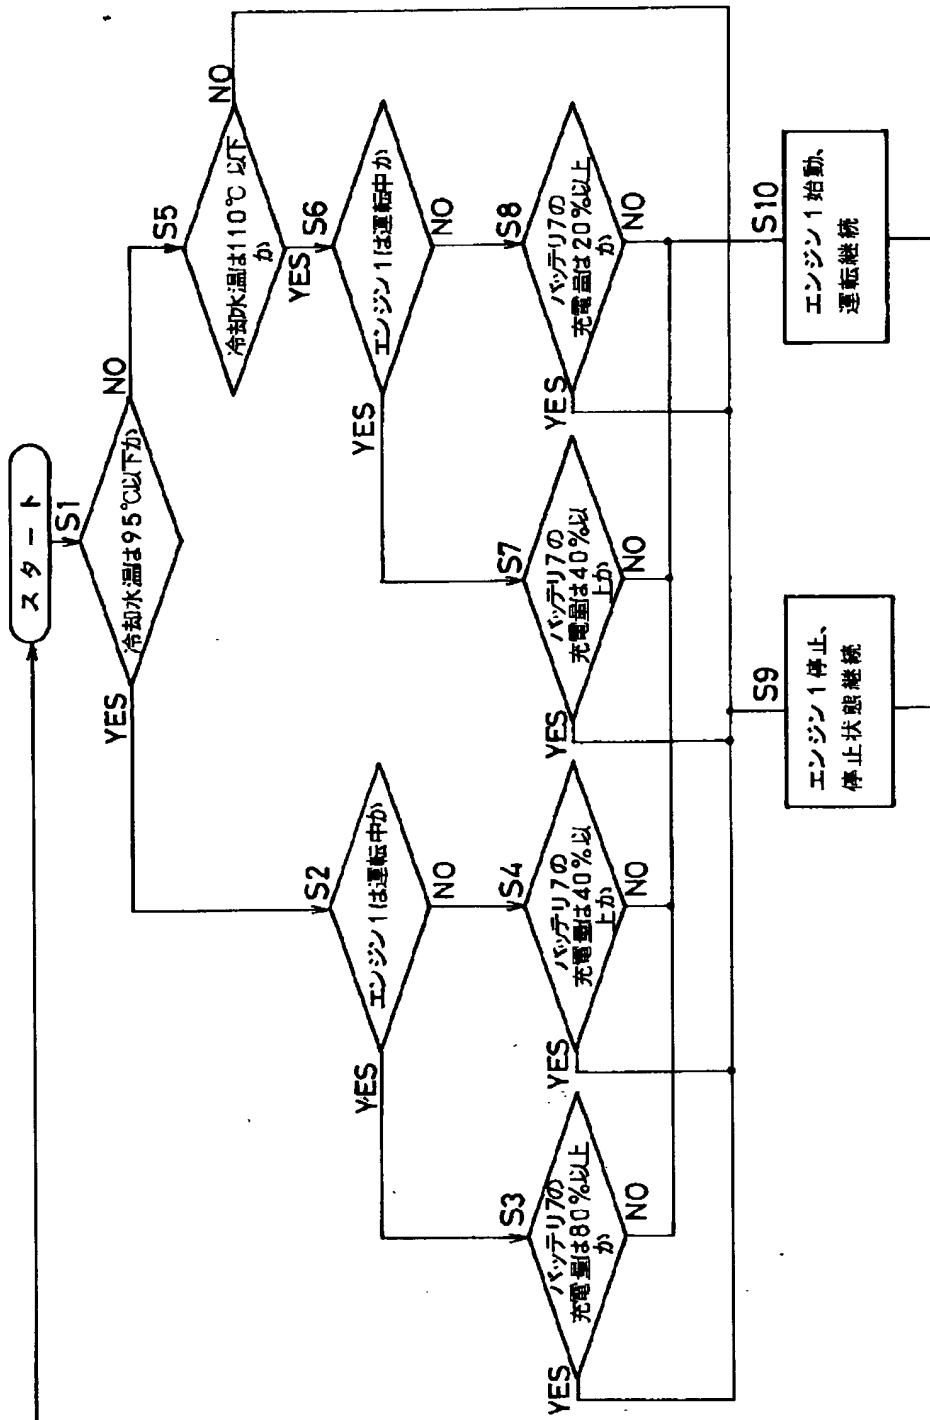 スタート
S1
冷却水温は95℃以下か
YES
NO
S5
冷却水温は110℃以下
か
NO
YES
S2
エンジン1は運転中か
YES
NO
S6
エンジン1は運転中か
YES
NO
S3
バッテリ7の
充電量は80%以上
か
YES
NO
S4
バッテリ7の
充電量は40%以
上か
YES
NO
S7
バッテリ7の
充電量は40%以
上か
YES
NO
S8
バッテリ7の
充電量は20%以上
か
YES
NO
S9
エンジン1停止、
停止状態継続
S10
エンジン1始動、
運転継続